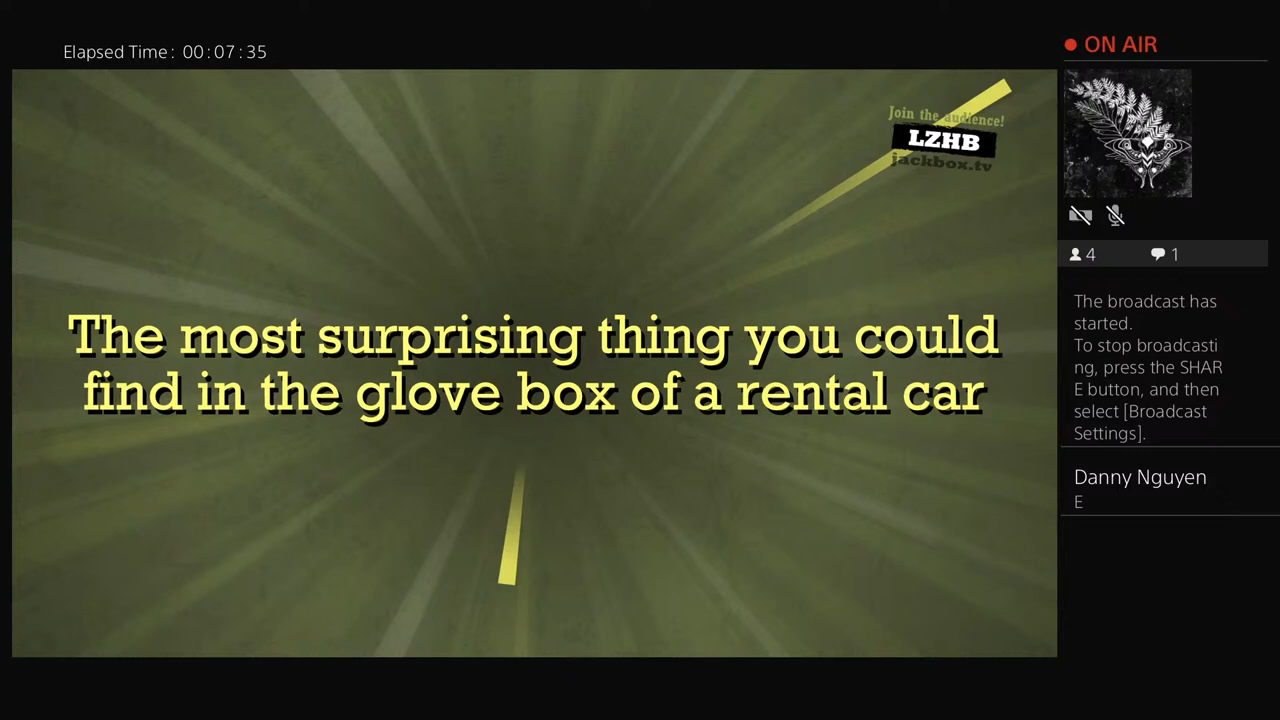 Elapsed Time: 00:07:35
ON AIR
Join the audience!
LZHB
jackbox.tv
The most surprising thing you could
find in the glove box of a rental car
4
1
The broadcast has
started.
To stop broadcasti
ng, press the SHAR
E button, and then
select [Broadcast
Settings].
Danny Nguyen
E